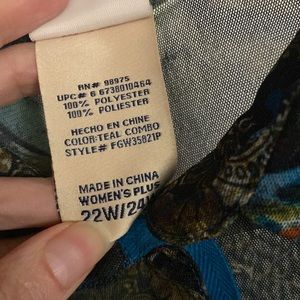 RN# 98975
UPC# 6 6738010464
100% POLYESTER
100% POLIESTER
HECHO EN CHINE
COLOR:TEAL COMBO
STYLE# FGW35821P
MADE IN CHINA
WOMEN'S PLUS
22W/24W